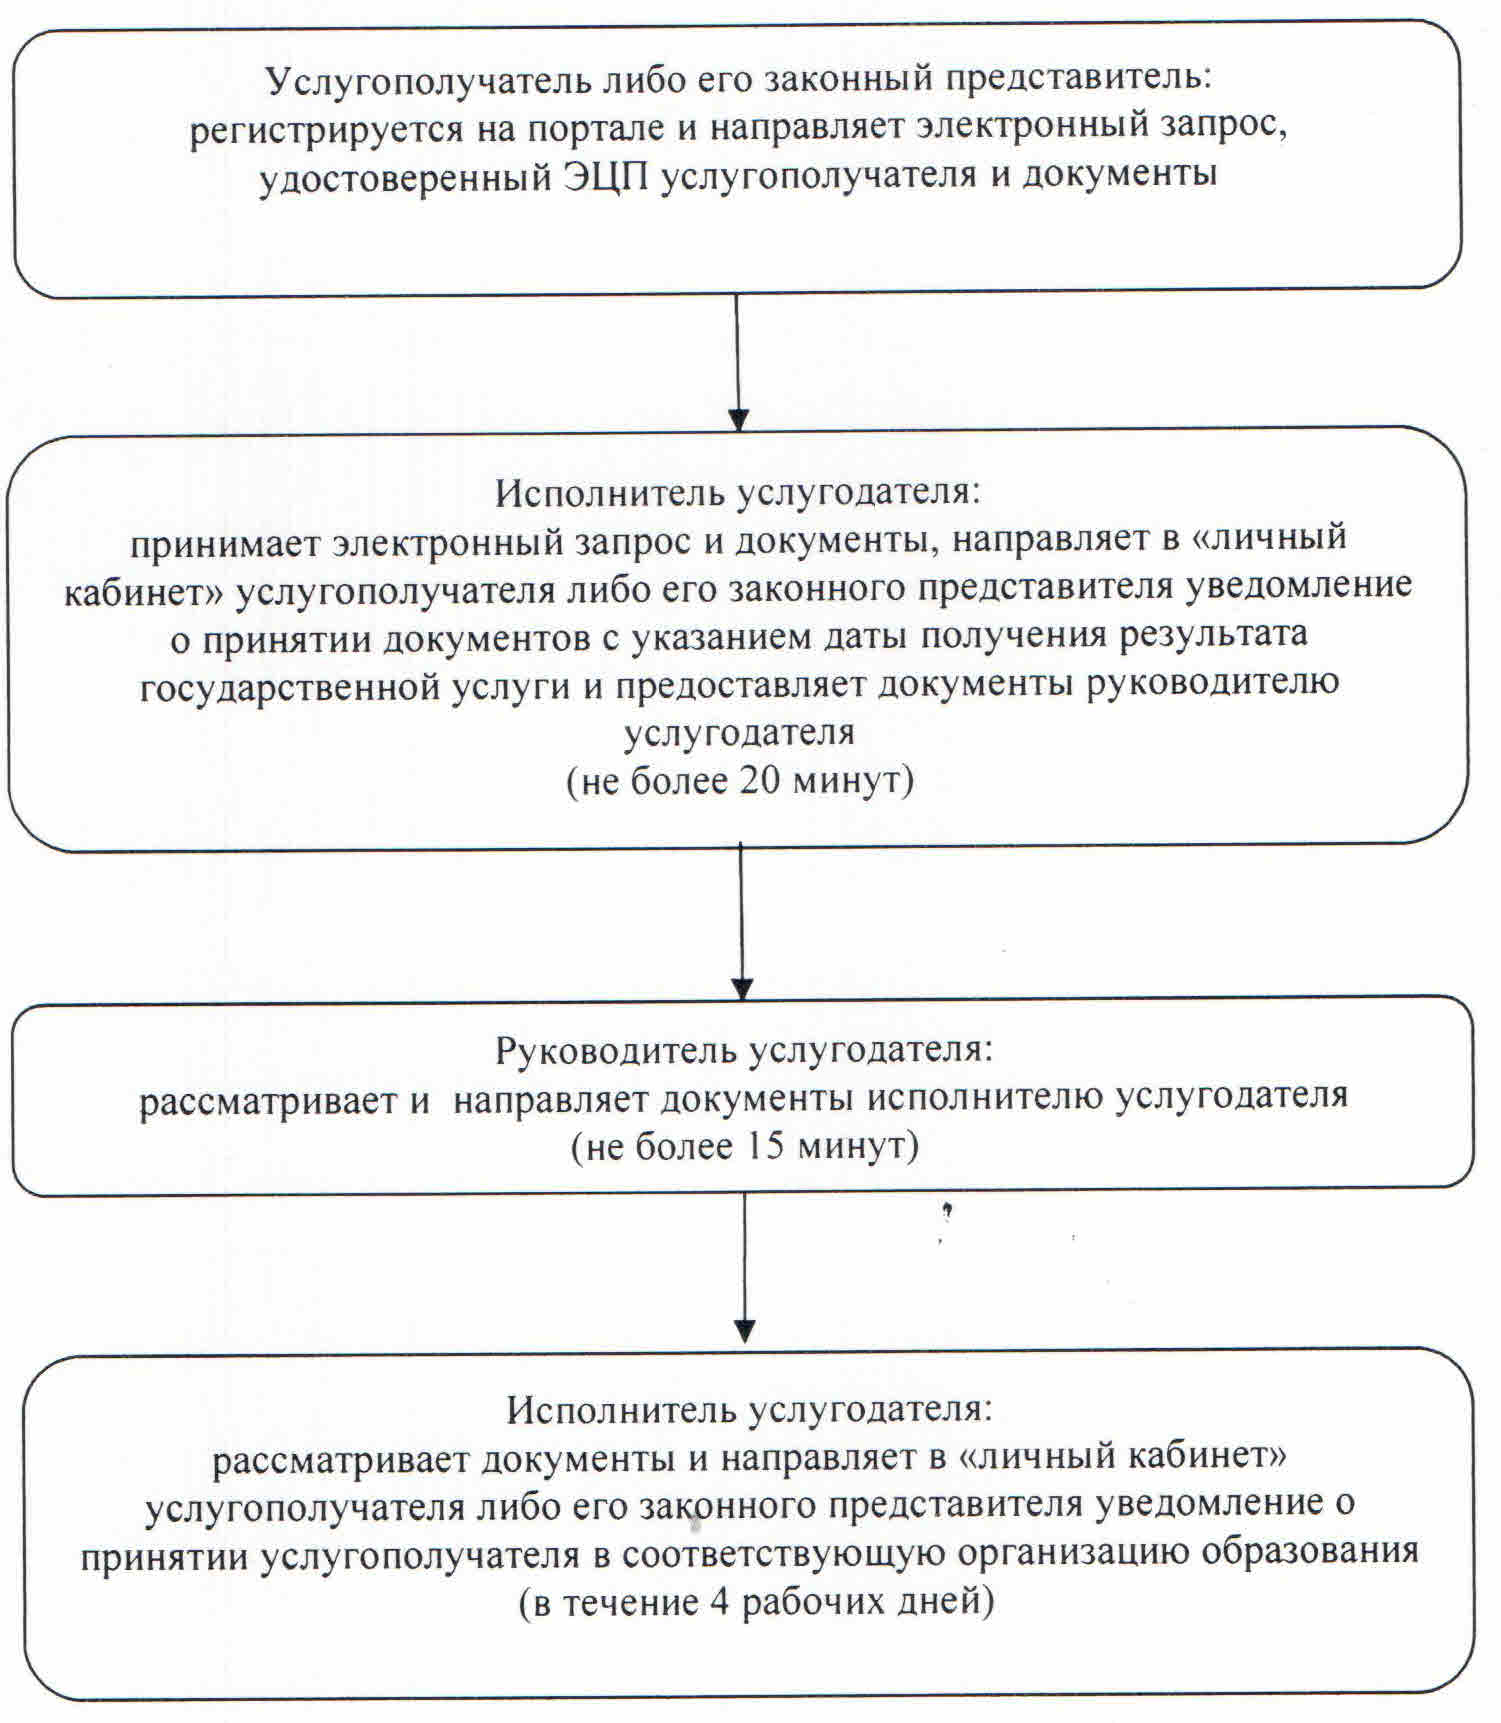 Услугополучатель либо его законный представитель:
регистрируется на портале и направляет электронный запрос,
удостоверенный ЭЦП услугополучателя и документы
Исполнитель услугодателя:
принимает электронный запрос и документы, направляет в «личный
кабинет» услугополучателя либо его законного представителя уведомление
о принятии документов с указанием даты получения результата
государственной услуги и предоставляет документы руководителю
услугодателя
(не более 20 минут)
Руководитель услугодателя:
рассматривает и направляет документы исполнителю услугодателя
(не более 15 минут)
Исполнитель услугодателя:
рассматривает документы и направляет в «личный кабинет»
услугополучателя либо его законного представителя уведомление о
принятии услугополучателя в соответствующую организацию образования
(в течение 4 рабочих дней)